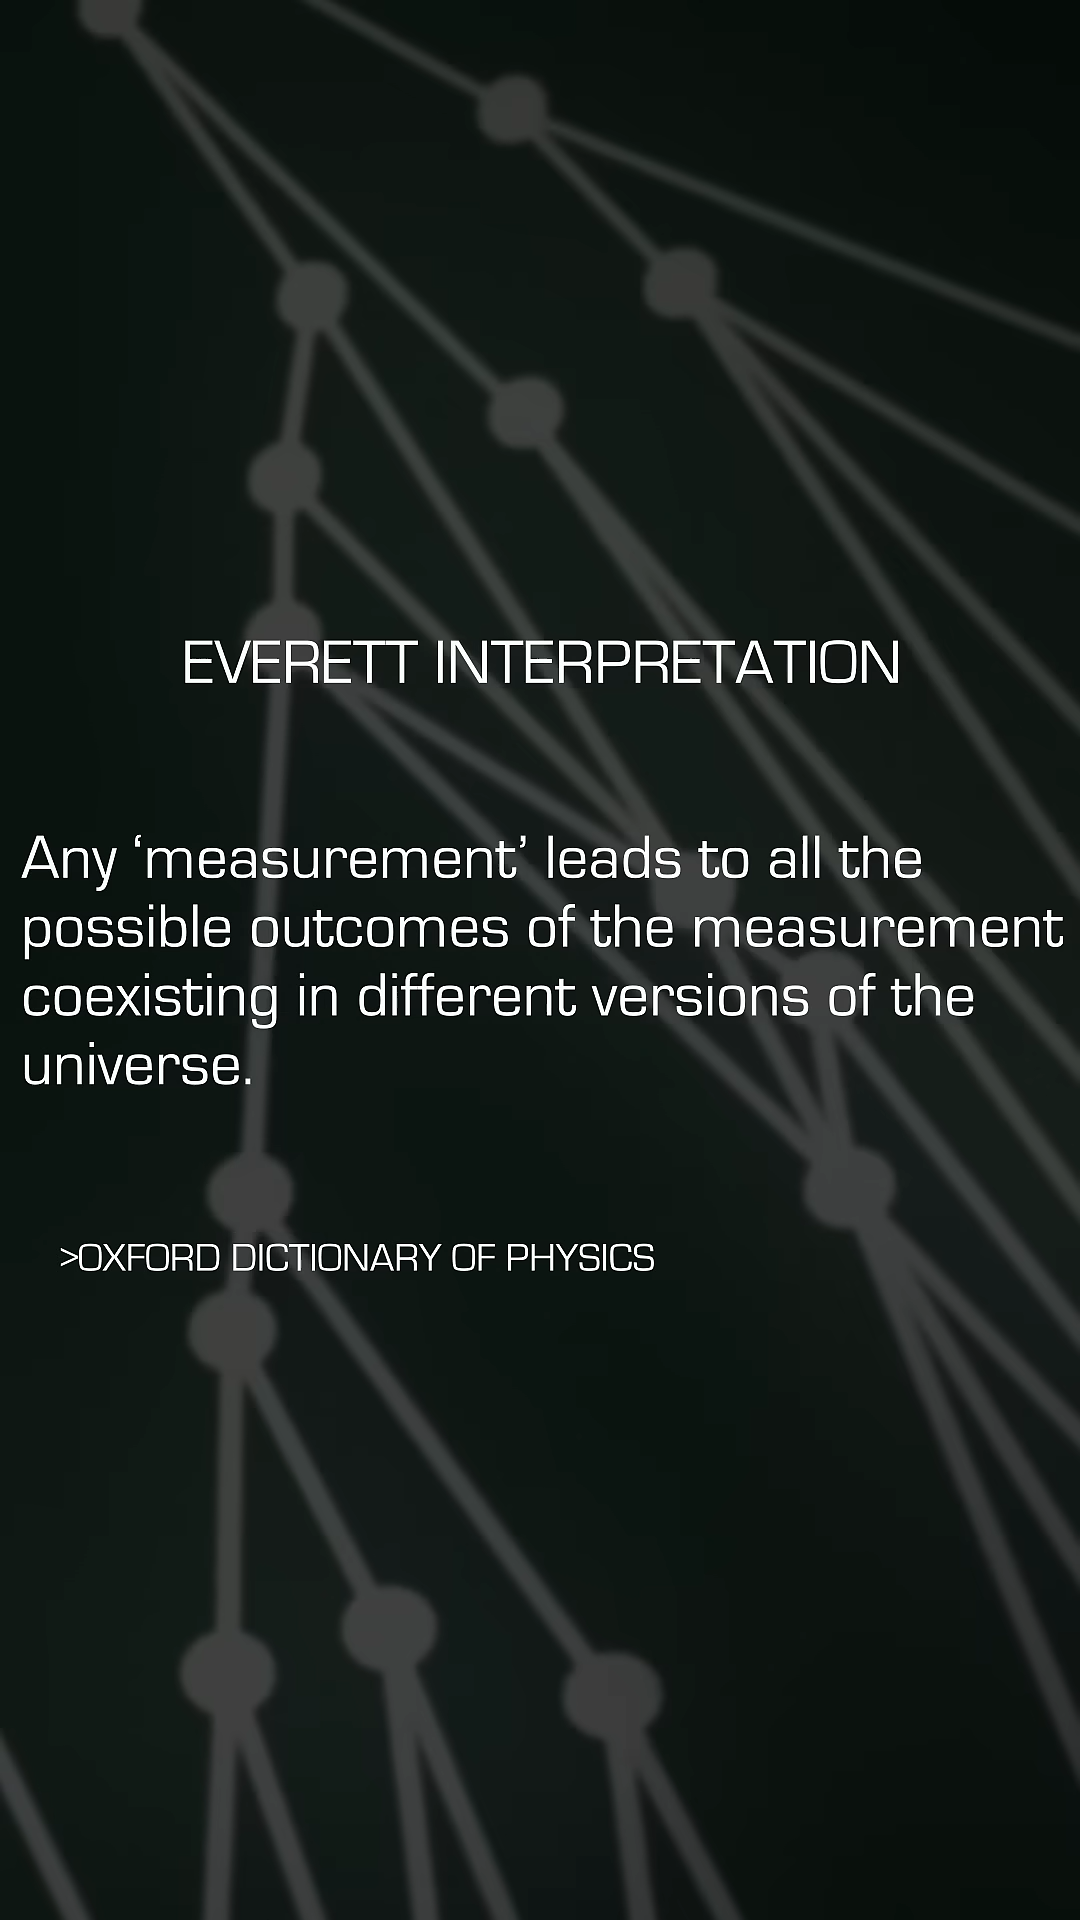 EVERETT INTERPRETATION
Any ‘measurement’ leads to all the
possible outcomes of the measurement
coexisting in different versions of the
universe.
>OXFORD DICTIONARY OF PHYSICS